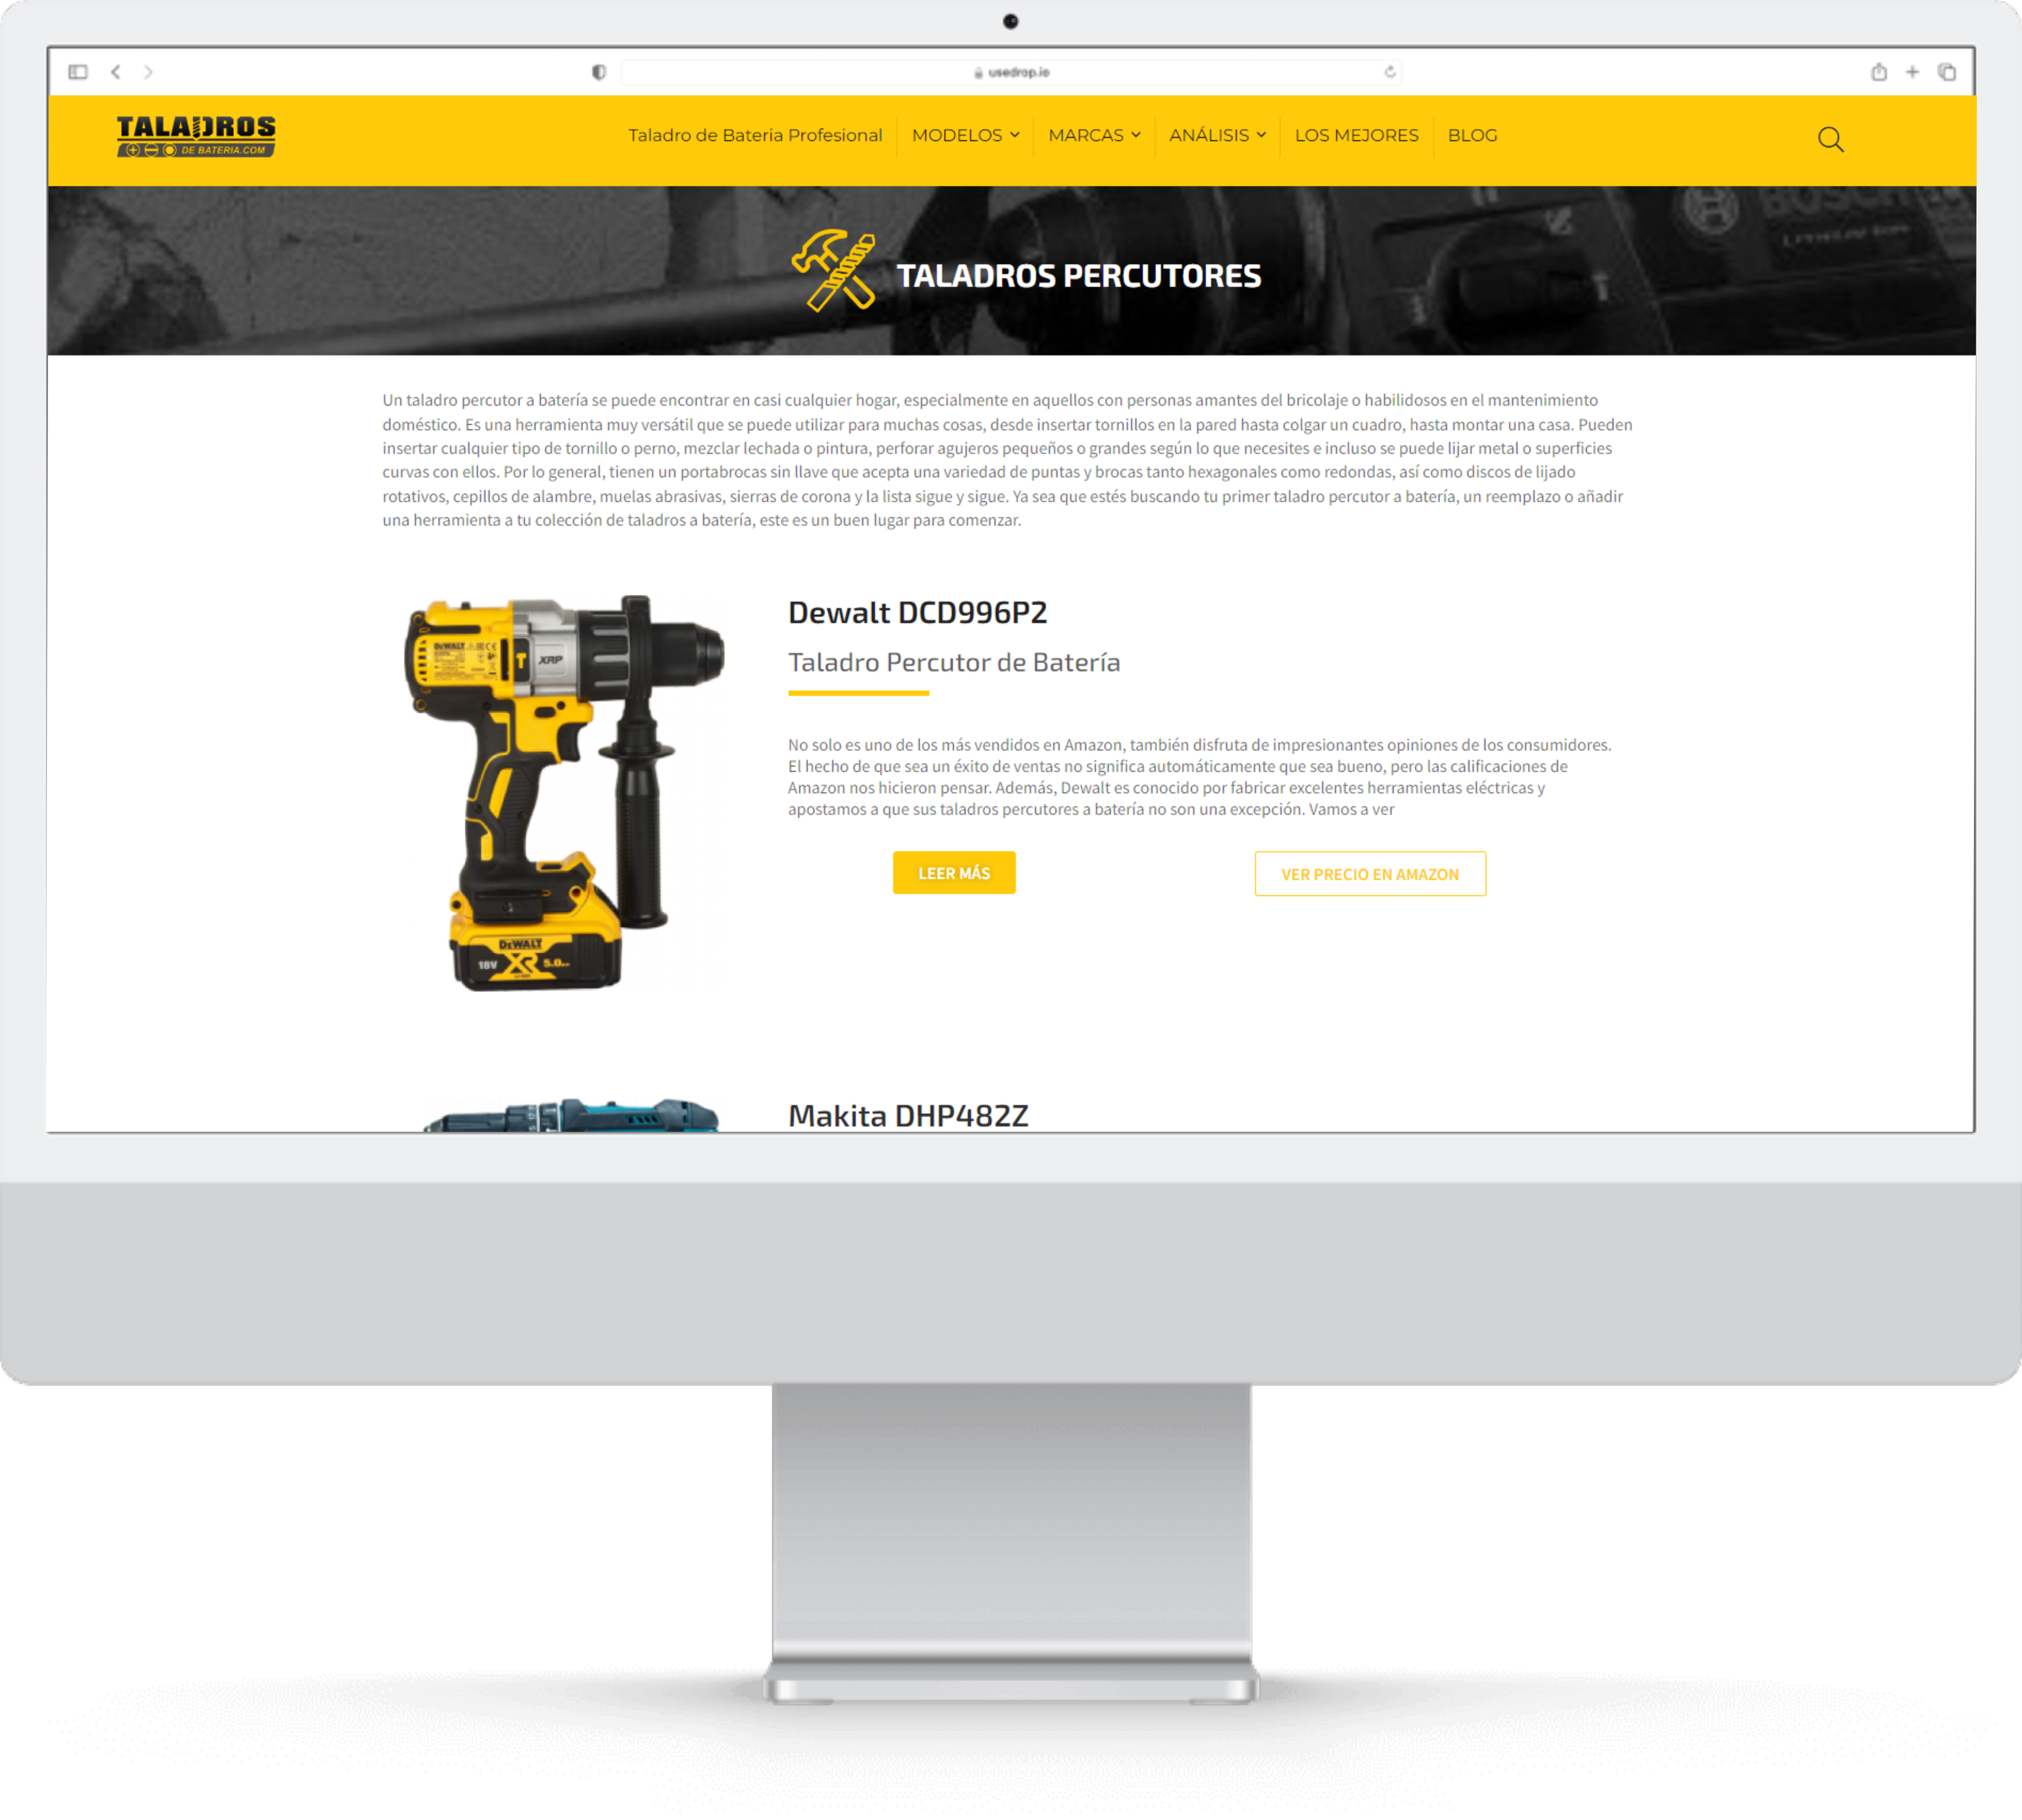 usedrop.io
TALADROS
DE BATERIA.COM
Taladro de Bateria Profesional
MODELOS
MARCAS
ANÁLISIS
LOS MEJORES
BLOG
BOSCH
TALADROS PERCUTORES
Un taladro percutor a batería se puede encontrar en casi cualquier hogar, especialmente en aquellos con personas amantes del bricolaje o habilidosos en el mantenimiento
doméstico. Es una herramienta muy versátil que se puede utilizar para muchas cosas, desde insertar tornillos en la pared hasta colgar un cuadro, hasta montar una casa. Pueden
insertar cualquier tipo de tornillo o perno, mezclar lechada o pintura, perforar agujeros pequeños o grandes según lo que necesites e incluso se puede lijar metal o superficies
curvas con ellos. Por lo general, tienen un portabrocas sin llave que acepta una variedad de puntas y brocas tanto hexagonales como redondas, así como discos de lijado
rotativos, cepillos de alambre, muelas abrasivas, sierras de corona y la lista sigue y sigue. Ya sea que estés buscando tu primer taladro percutor a batería, un reemplazo o añadir
una herramienta a tu colección de taladros a batería, este es un buen lugar para comenzar.
DEWALT
XRP
DEWALT
18V XR 5.0
Dewalt DCD996P2
Taladro Percutor de Batería
No solo es uno de los más vendidos en Amazon, también disfruta de impresionantes opiniones de los consumidores.
El hecho de que sea un éxito de ventas no significa automáticamente que sea bueno, pero las calificaciones de
Amazon nos hicieron pensar. Además, Dewalt es conocido por fabricar excelentes herramientas eléctricas y
apostamos a que sus taladros percutores a batería no son una excepción. Vamos a ver
LEER MÁS
VER PRECIO EN AMAZON
Makita DHP482Z